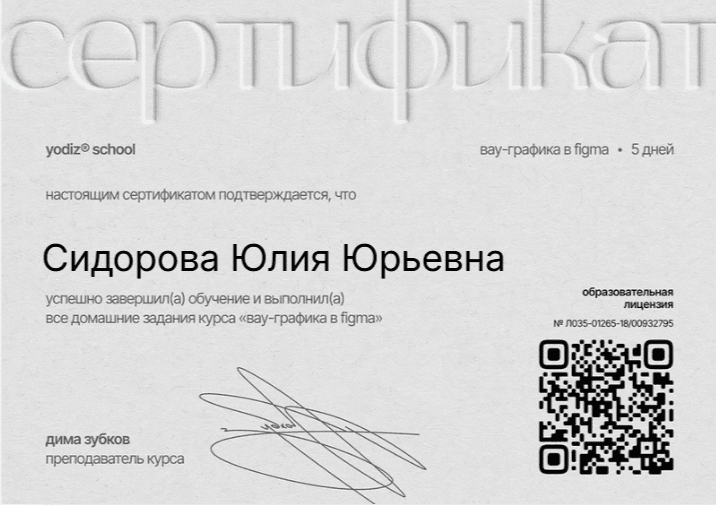 сертификат
yodiz® school
вау-графика в figma • 5 дней
настоящим сертификатом подтверждается, что
Сидорова Юлия Юрьевна
успешно завершил(а) обучение и выполнил(а)
все домашние задания курса «вау-графика в figma»
образовательная
лицензия
№ Л035-01265-18/00932795
дима зубков
преподаватель курса